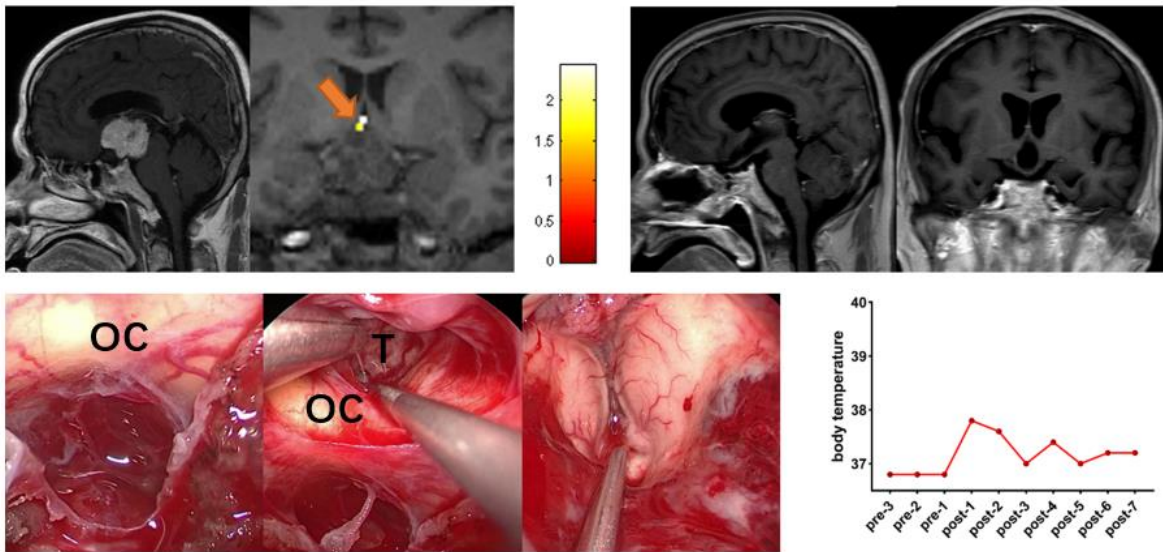 2
1.5
1
0.5
0
OC
T
OC
body temperature
40
39
38
37
pre-3
pre-2
pre-1
post-1
post-2
post-3
post-4
post-5
post-6
post-7